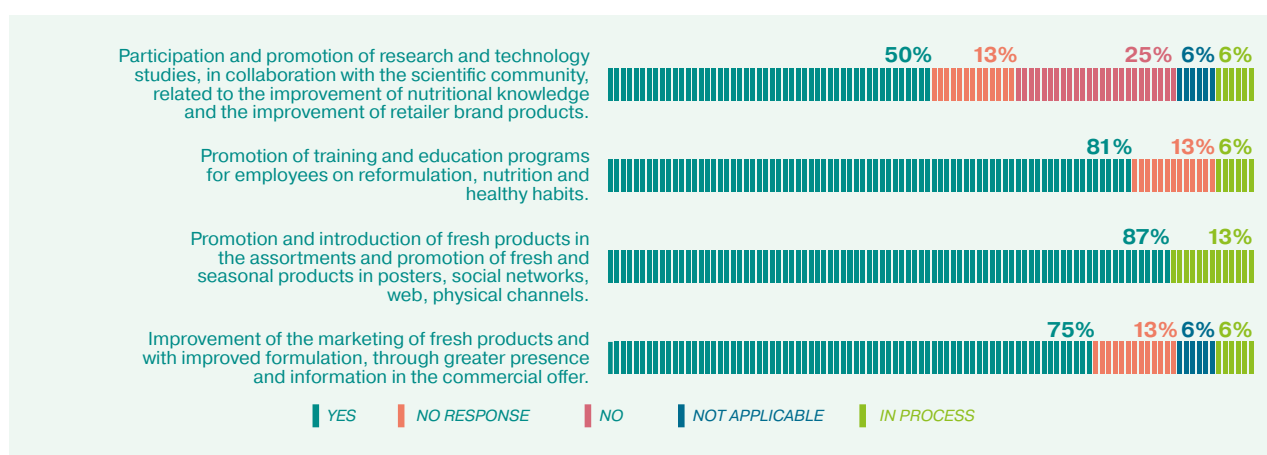 Participation and promotion of research and technology
studies, in collaboration with the scientific community,
related to the improvement of nutritional knowledge
and the improvement of retailer brand products.
50% 13% 25% 6% 6%
Promotion of training and education programs
for employees on reformulation, nutrition and
healthy habits.
81% 13% 6%
Promotion and introduction of fresh products in
the assortments and promotion of fresh and
seasonal products in posters, social networks,
web, physical channels.
87% 13%
Improvement of the marketing of fresh products and
with improved formulation, through greater presence
and information in the commercial offer.
75% 13% 6% 6%
YES NO RESPONSE NO NOT APPLICABLE IN PROCESS